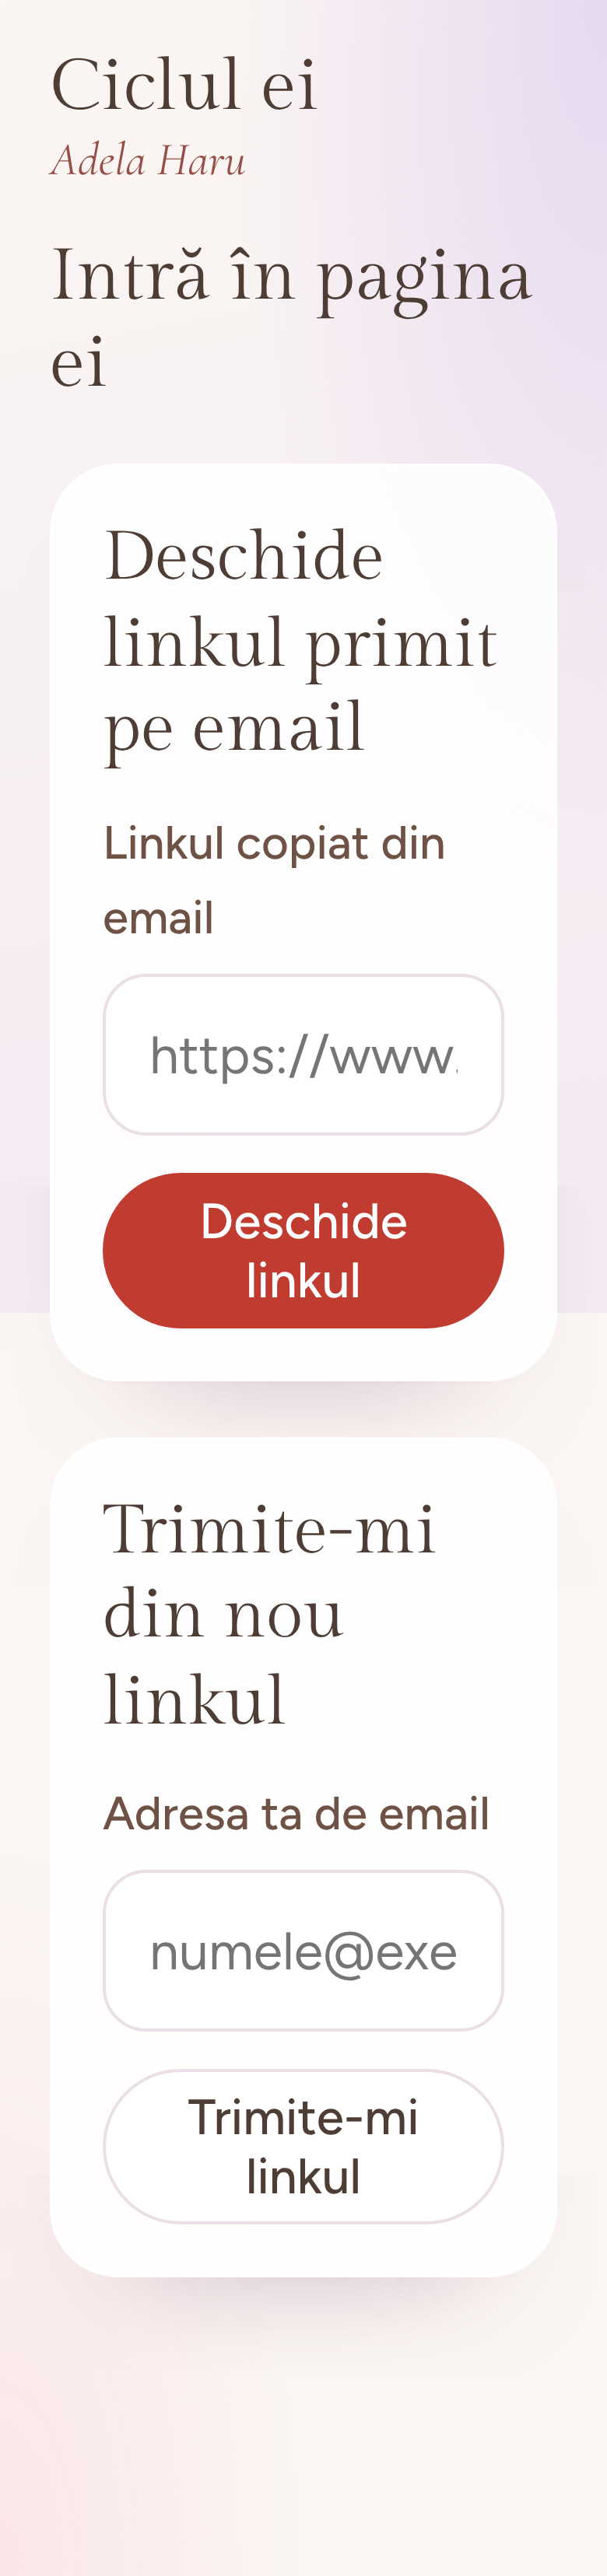 Ciclul ei
Adela Haru
Intră în pagina
ei
Deschide
linkul primit
pe email
Linkul copiat din
email
https://www.
Deschide
linkul
Trimite-mi
din nou
linkul
Adresa ta de email
numele@exe
Trimite-mi
linkul